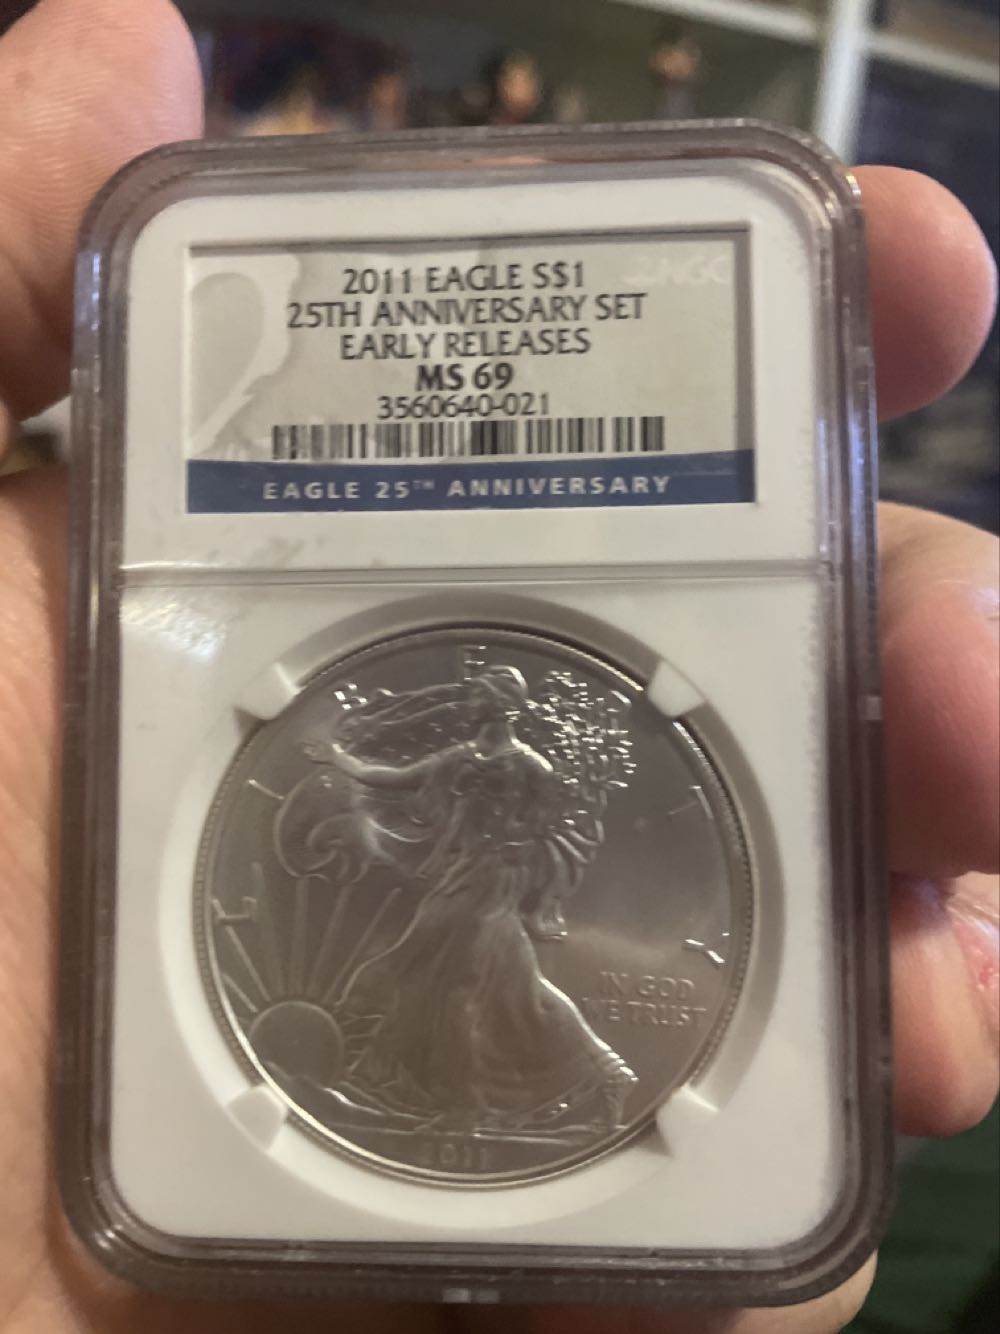 NGC
2011 EAGLE S$1
25TH ANNIVERSARY SET
EARLY RELEASES
MS 69
3560640-021
EAGLE 25TH ANNIVERSARY
L I B E R T Y
IN GOD
WE TRUST
2011